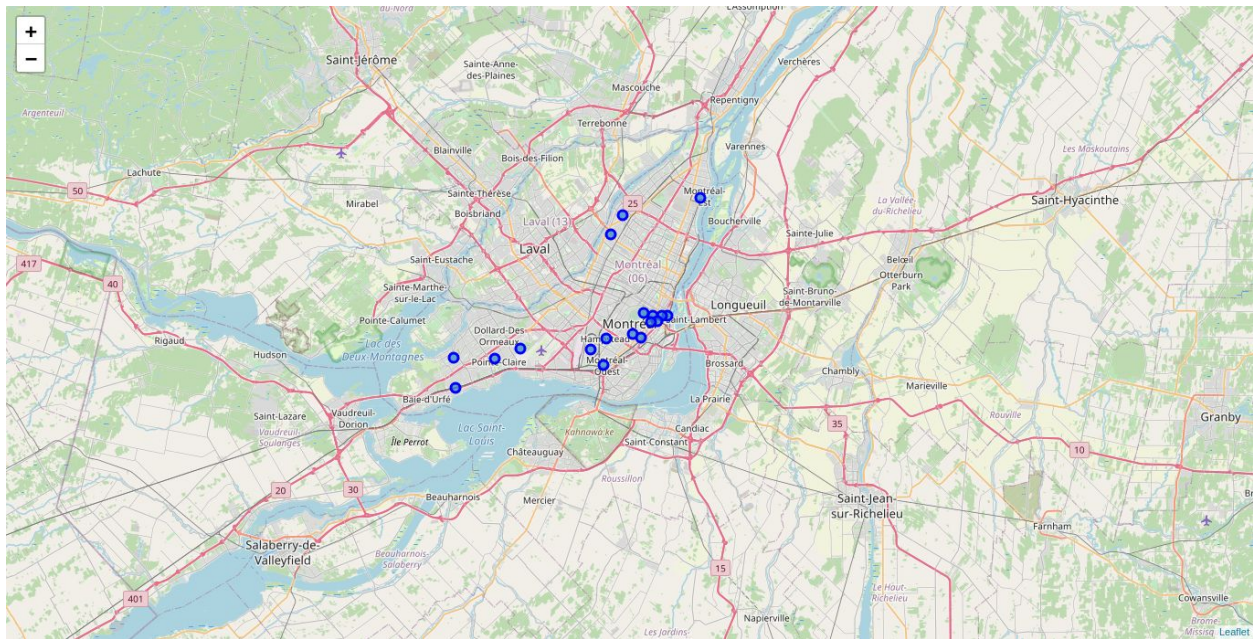 +
−
du-Nord
L'Assomption
Saint-Jérôme
Sainte-Anne-
des-Plaines
Verchères
Mascouche
Repentigny
Argenteuil
Terrebonne
Blainville
Bois-des-Filion
Varennes
Les Maskoutains
Lachute
50
Mirabel
Sainte-Thérèse
Boisbriand
25
Montréal-
Est
Saint-Hyacinthe
La Vallée-
du-Richelieu
Laval (13)
Boucherville
Sainte-Julie
Laval
Saint-Eustache
Montréal
(06)
Belœil
Otterburn
Park
417
40
Sainte-Marthe-
sur-le-Lac
Saint-Bruno-
de-Montarville
Longueuil
Pointe-Calumet
Rigaud
Hudson
Lac des
Deux Montagnes
Dollard-Des-
Ormeaux
Saint-Lambert
Pointe-Claire
Montréal-
Ouest
Brossard
Chambly
Marieville
Baie-d'Urfé
La Prairie
Saint-Lazare
Vaudreuil-
Dorion
Vaudreuil-
Soulanges
Île Perrot
Lac Saint-
Louis
Kahnawà:ke
Candiac
Saint-Constant
Rouville
Granby
35
10
Châteauguay
Roussillon
20
30
Beauharnois
Mercier
Saint-Jean-
sur-Richelieu
Farnham
Salaberry-de-
Valleyfield
Beauharnois-
Salaberry
15
401
Le Haut-
Richelieu
Cowansville
Napierville
Les Jardins-
Brome-
Missisq
Leaflet